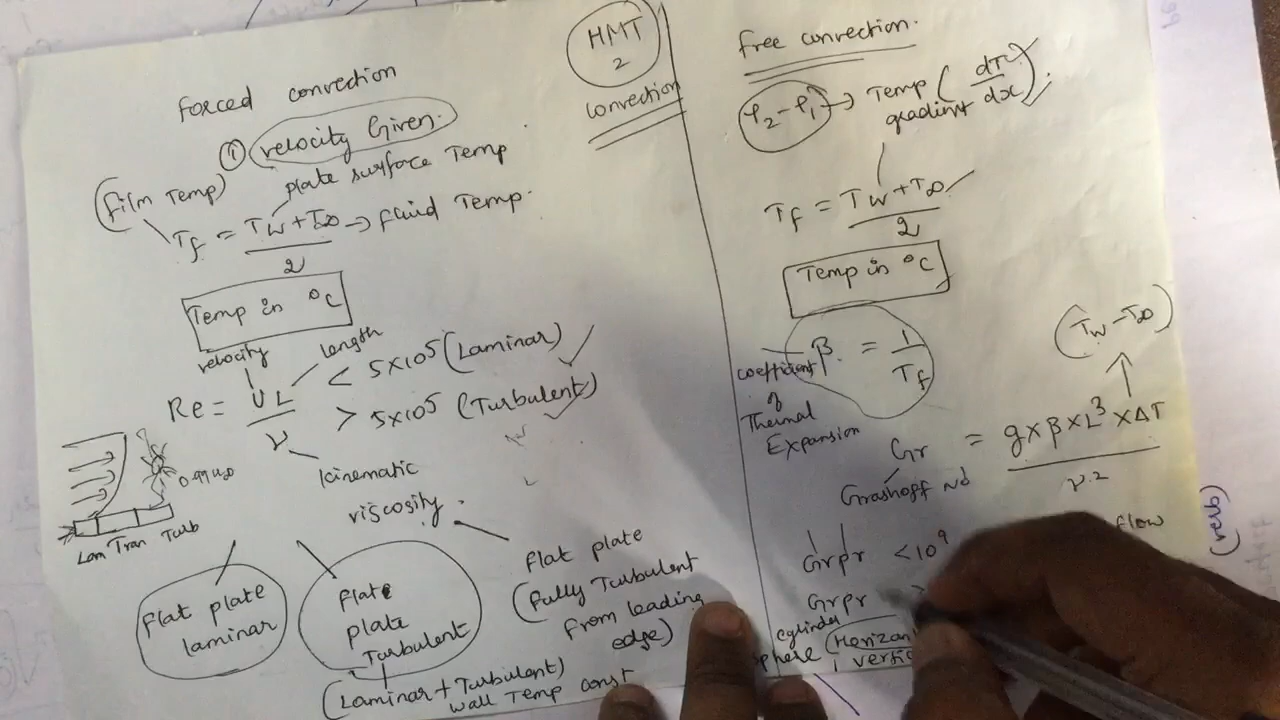 HMT
2
convection
Forced convection
① velocity Given.
(film Temp)
plate surface Temp
Tf = Tw + T∞ / 2 → fluid Temp.
Temp in °C
velocity
length
Re = UL / ν
< 5×10⁵ (Laminar) ✓
> 5×10⁵ (Turbulent) ✓
kinematic
viscosity.
Lam Tran Turb
flat plate
laminar
flate
plate
Turbulent
(Laminar + Turbulent)
wall Temp const
flat plate
(fully Turbulent
from leading
edge)
free convection.
ρ2 - ρ1 → Temp gradient (dT/dx)
Tf = Tw + T∞ / 2
Temp in °C
β = 1 / Tf
coefficient
of
Thermal
Expansion
(Tw - T∞)
Gr = g×β×L³×ΔT / ν²
Grashoff no
flow
Grpr < 10⁹
Grpr
cylinder